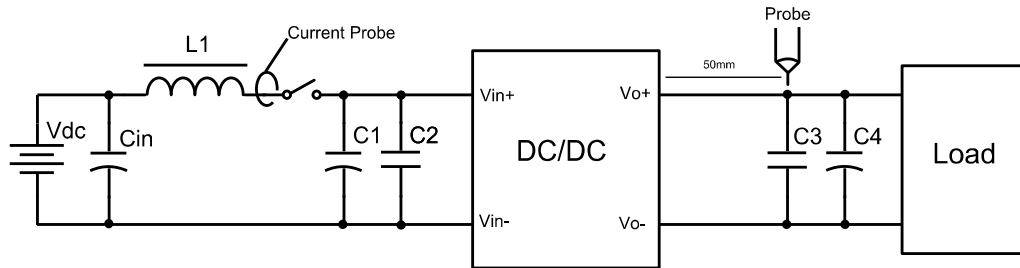 Probe
Current Probe
L1
50mm
Vin+
Vo+
Vdc
Cin
C1
C2
DC/DC
C3
C4
Load
Vin-
Vo-